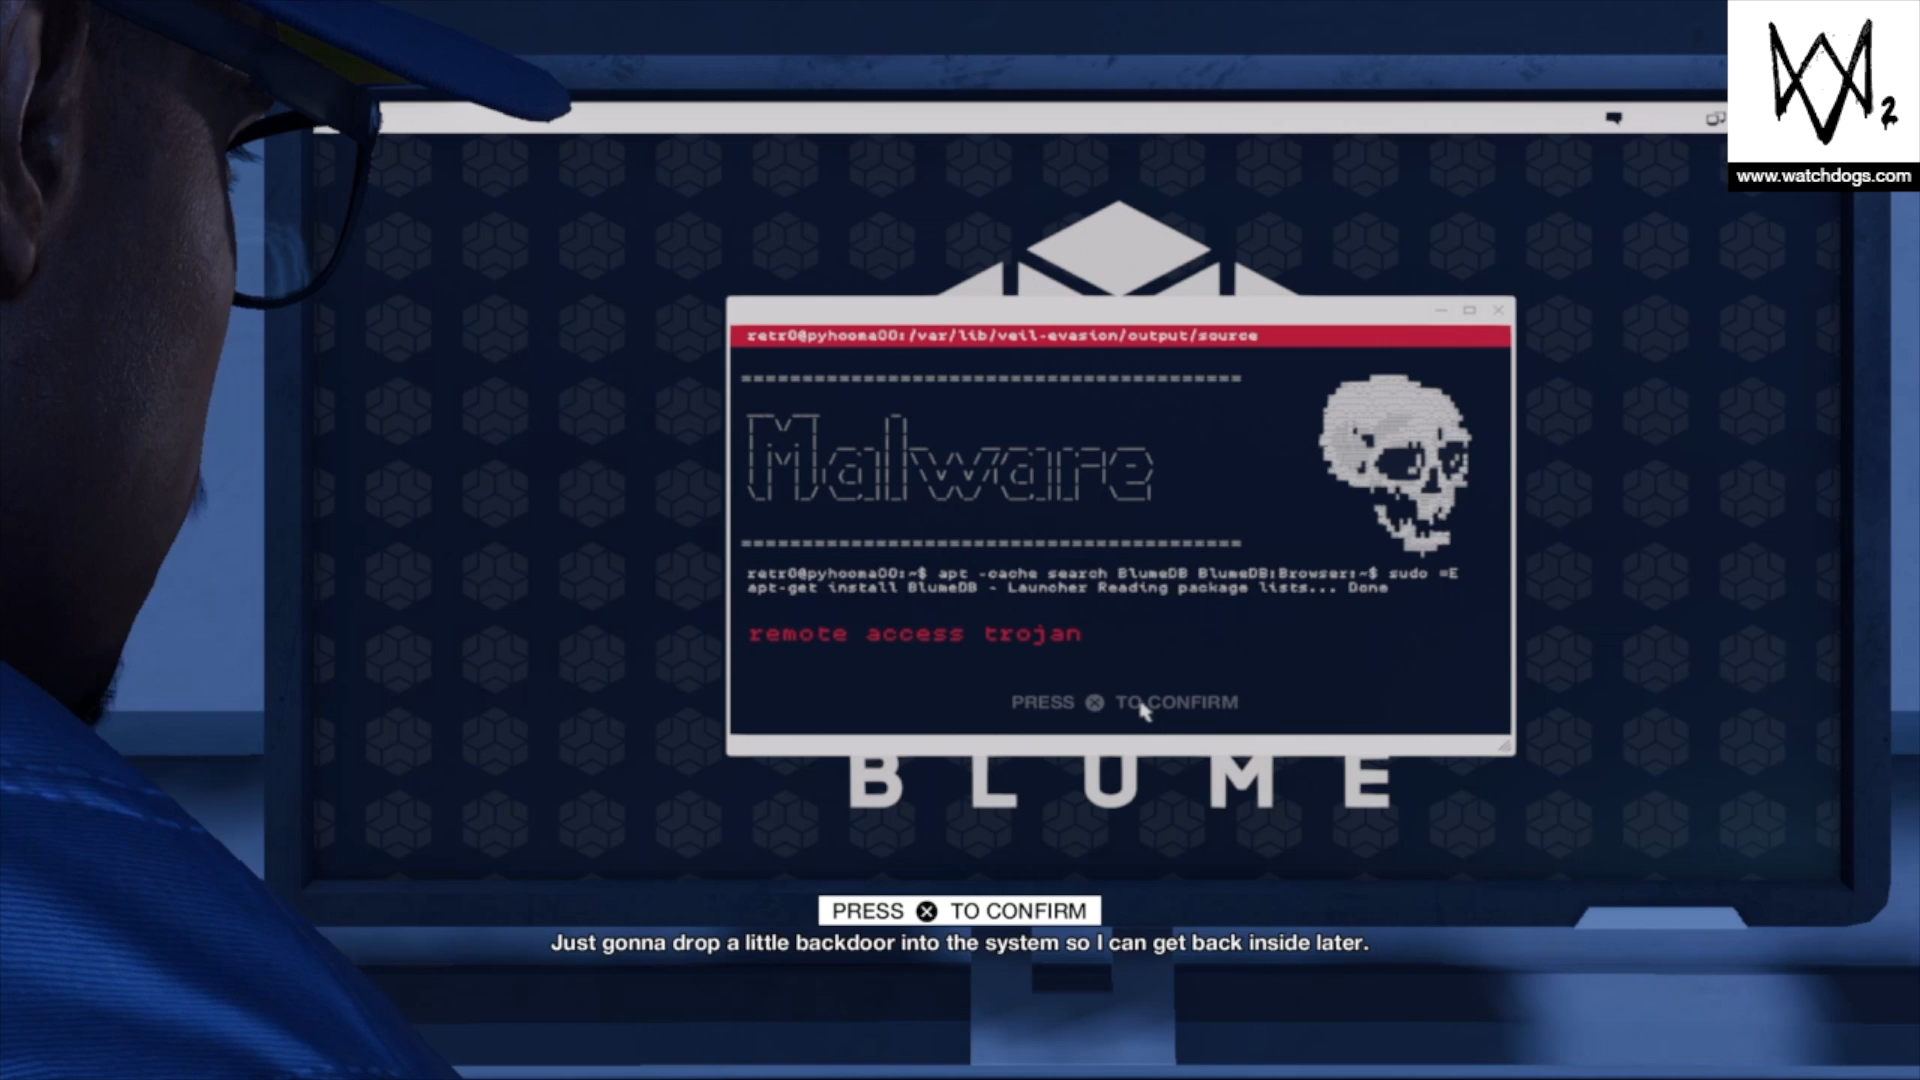 2
www.watchdogs.com
retr0@pyhooma00:/var/lib/veil-evasion/output/source
========================================
Malware
========================================
retr0@pyhooma00:~$ apt -cache search BlumeDB BlumeDB:Browser:~$ sudo =E
apt-get install BlumeDB - Launcher Reading package lists... Done
remote access trojan
PRESS X TO CONFIRM
BLUME
PRESS X TO CONFIRM
Just gonna drop a little backdoor into the system so I can get back inside later.